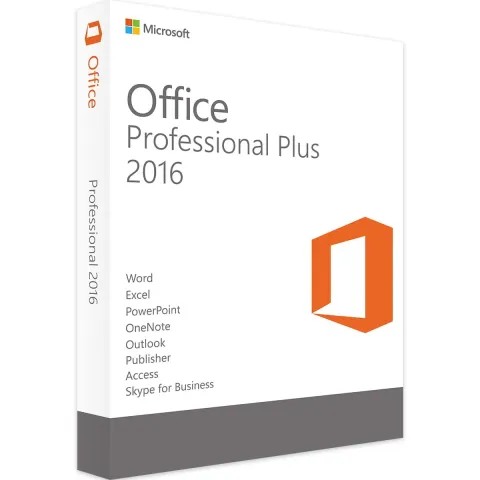 Office
Professional 2016
Microsoft
Office
Professional Plus
2016
Word
Excel
PowerPoint
OneNote
Outlook
Publisher
Access
Skype for Business